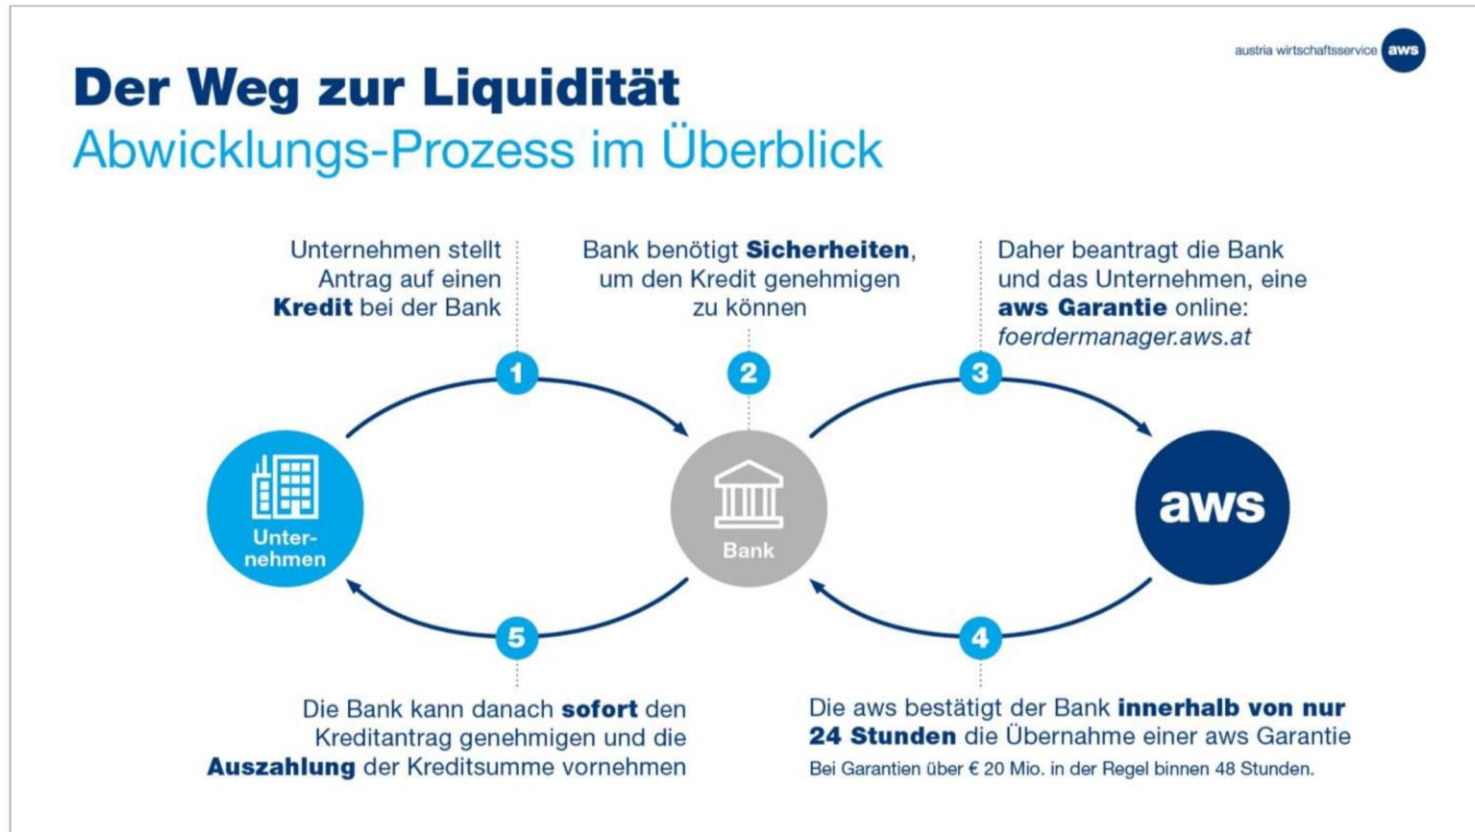 austria wirtschaftsservice aws
Der Weg zur Liquidität
Abwicklungs-Prozess im Überblick
Unternehmen stellt
Antrag auf einen
Kredit bei der Bank
Bank benötigt Sicherheiten,
um den Kredit genehmigen
zu können
Daher beantragt die Bank
und das Unternehmen, eine
aws Garantie online:
foerdermanager.aws.at
1
2
3
Unter-
nehmen
Bank
aws
5
4
Die Bank kann danach sofort den
Kreditantrag genehmigen und die
Auszahlung der Kreditsumme vornehmen
Die aws bestätigt der Bank innerhalb von nur
24 Stunden die Übernahme einer aws Garantie
Bei Garantien über € 20 Mio. in der Regel binnen 48 Stunden.